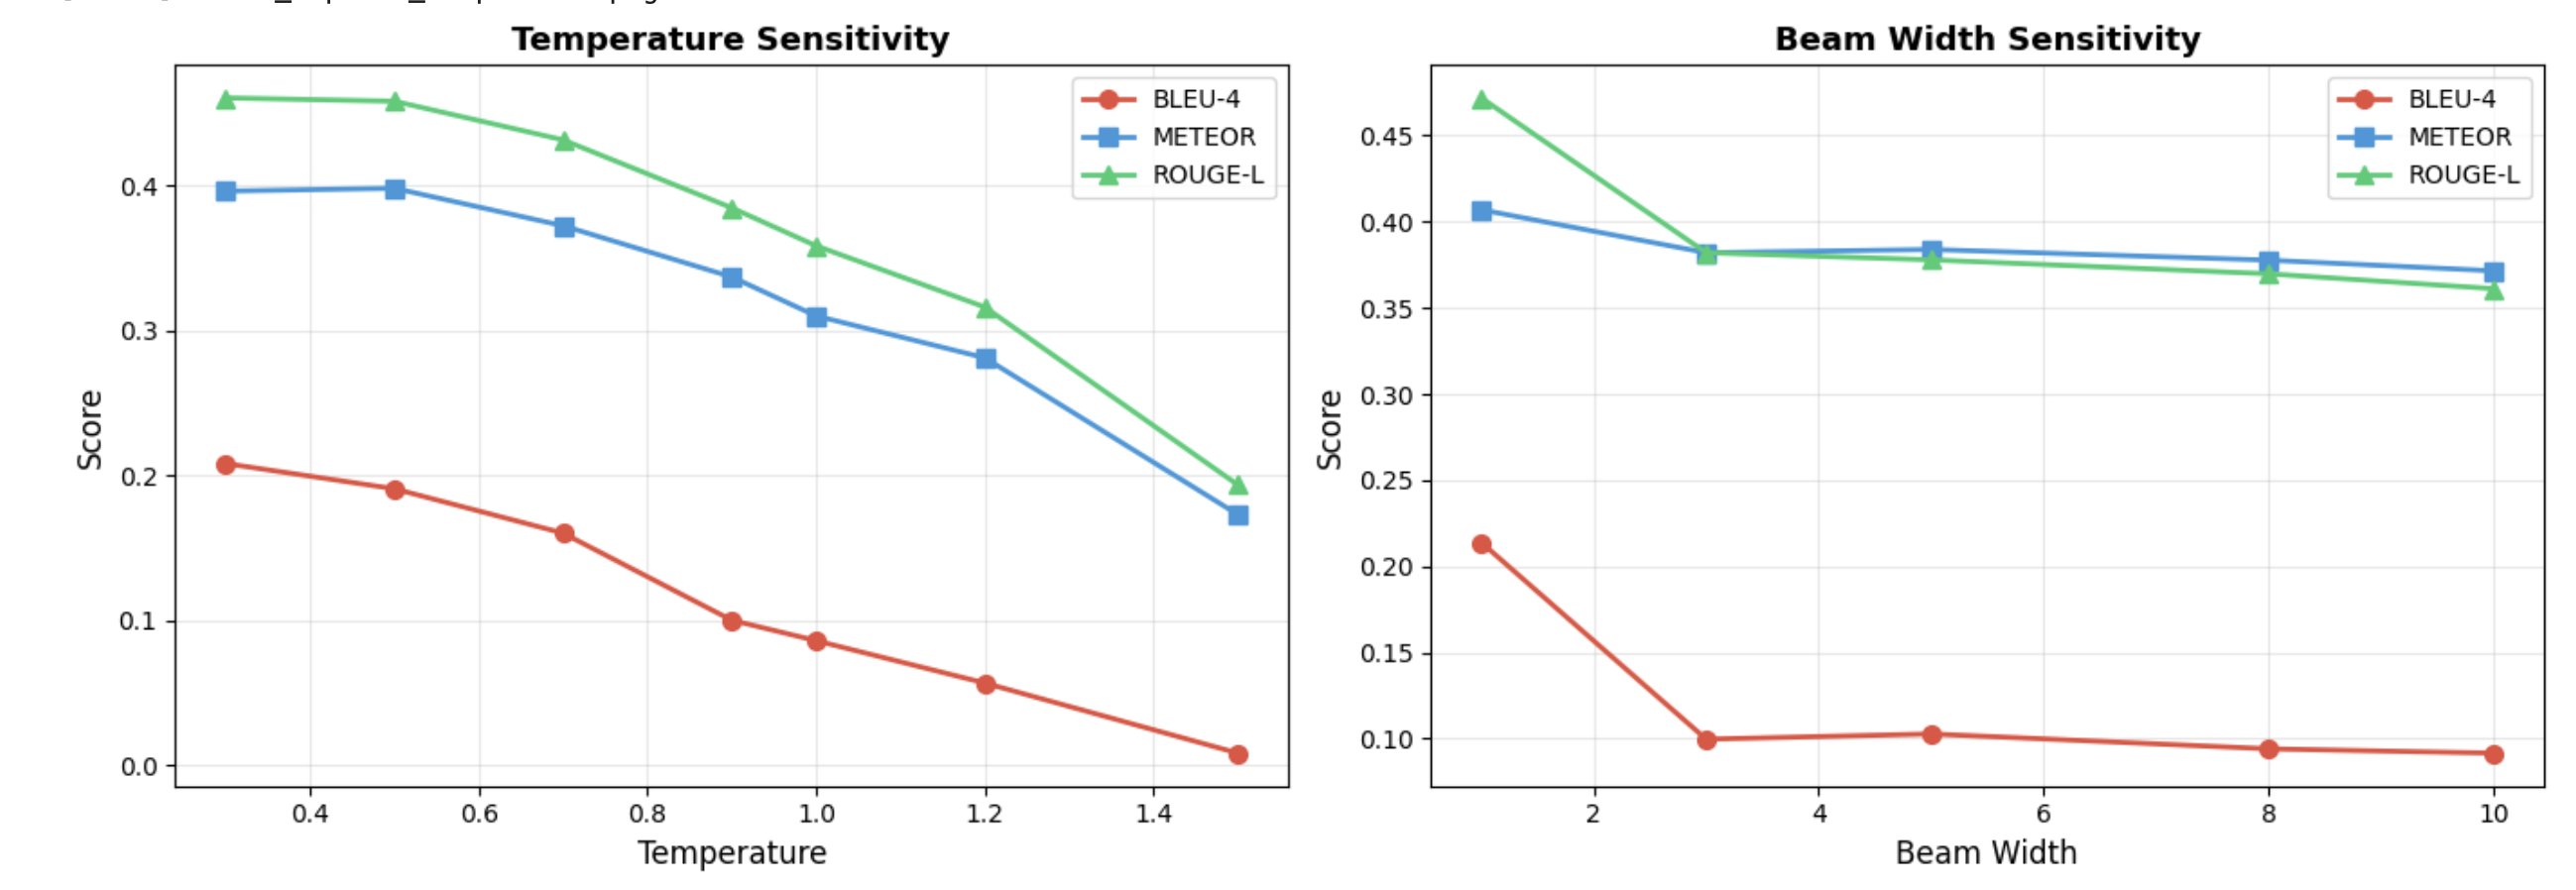 Temperature Sensitivity
BLEU-4
METEOR
ROUGE-L
0.4
0.3
0.2
0.1
0.0
Score
0.4 0.6 0.8 1.0 1.2 1.4
Temperature
Beam Width Sensitivity
BLEU-4
METEOR
ROUGE-L
0.45
0.40
0.35
0.30
0.25
0.20
0.15
0.10
Score
2 4 6 8 10
Beam Width